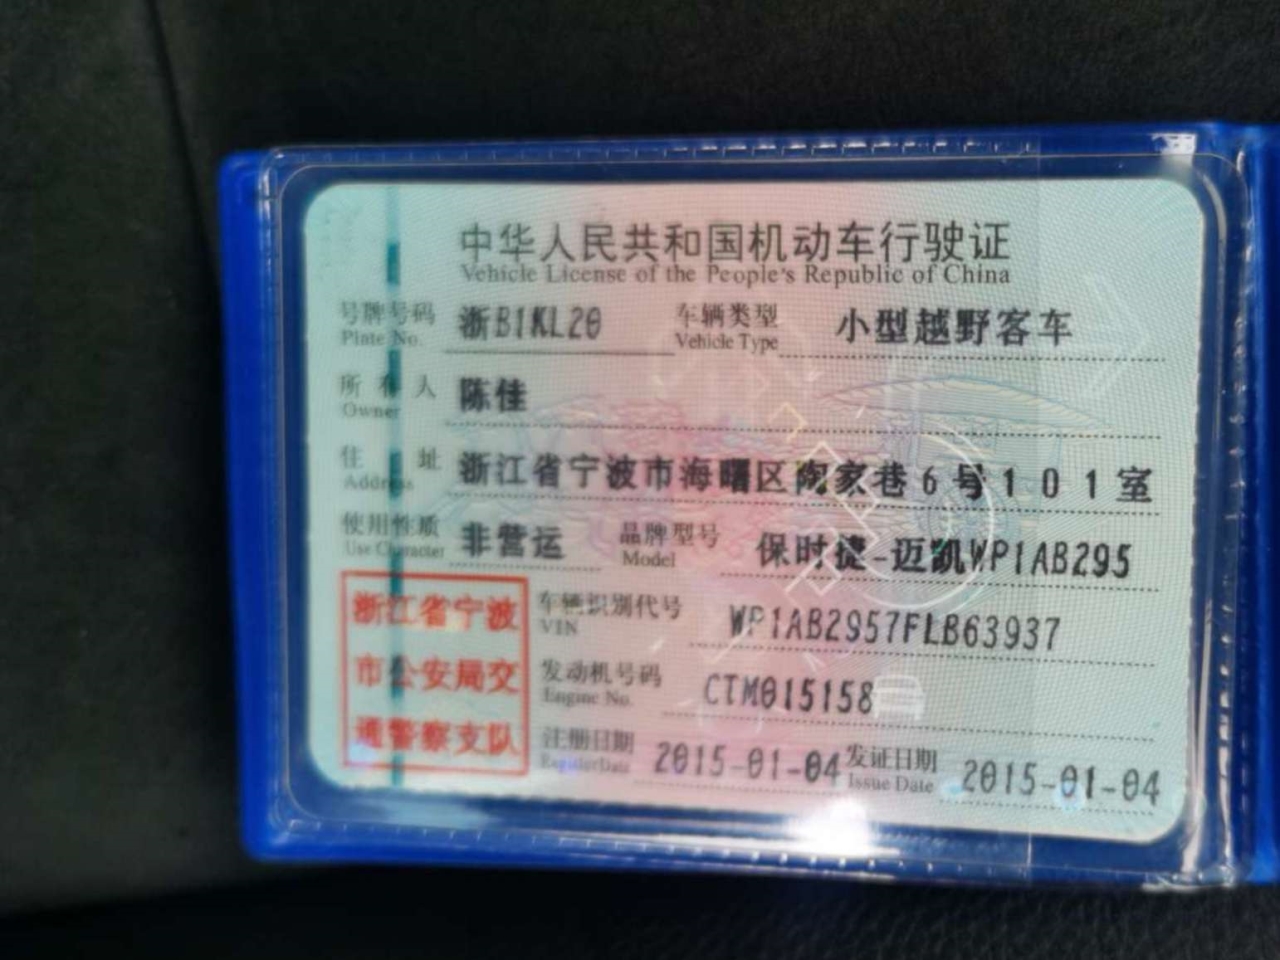 中华人民共和国机动车行驶证
Vehicle License of the People's Republic of China
号牌号码 浙B1KL20 车辆类型 小型越野客车
Plate No. Vehicle Type
所有人 陈佳
Owner
住址 浙江省宁波市海曙区陶家巷6号101室
Address
使用性质 非营运 品牌型号 保时捷-迈凯WP1AB295
Use Character Model
浙江省宁波
市公安局交
通警察支队
车辆识别代号 WP1AB2957FLB63937
VIN
发动机号码 CTM015158
Engine No.
注册日期 2015-01-04 发证日期 2015-01-04
Register Date Issue Date